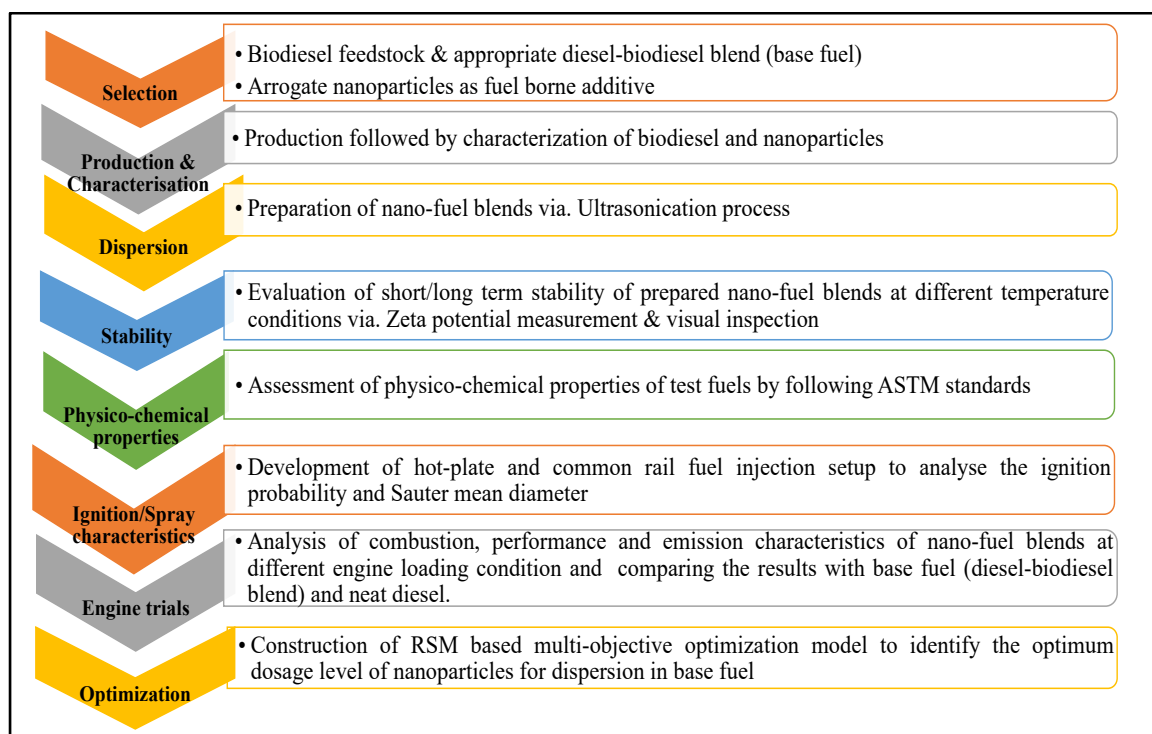 Selection
• Biodiesel feedstock & appropriate diesel-biodiesel blend (base fuel)
• Arrogate nanoparticles as fuel borne additive
Production &
Characterisation
• Production followed by characterization of biodiesel and nanoparticles
Dispersion
• Preparation of nano-fuel blends via. Ultrasonication process
Stability
• Evaluation of short/long term stability of prepared nano-fuel blends at different temperature
conditions via. Zeta potential measurement & visual inspection
Physico-chemical
properties
• Assessment of physico-chemical properties of test fuels by following ASTM standards
Ignition/Spray
characteristics
• Development of hot-plate and common rail fuel injection setup to analyse the ignition
probability and Sauter mean diameter
Engine trials
• Analysis of combustion, performance and emission characteristics of nano-fuel blends at
different engine loading condition and comparing the results with base fuel (diesel-biodiesel
blend) and neat diesel.
Optimization
• Construction of RSM based multi-objective optimization model to identify the optimum
dosage level of nanoparticles for dispersion in base fuel